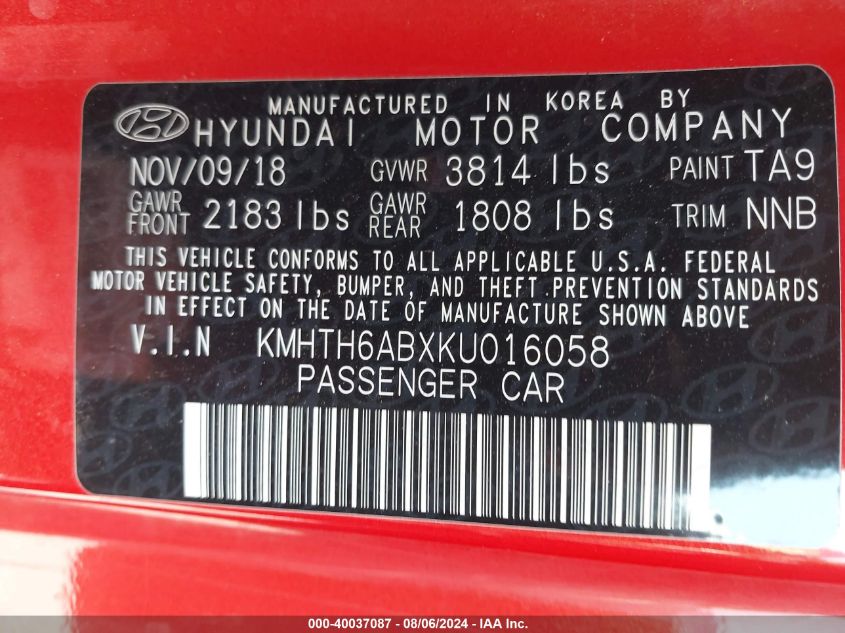 MANUFACTURED IN KOREA BY
HYUNDAI MOTOR COMPANY
NOV/09/18 GVWR 3814 lbs PAINT TA9
GAWR FRONT 2183 lbs GAWR REAR 1808 lbs TRIM NNB
THIS VEHICLE CONFORMS TO ALL APPLICABLE U.S.A. FEDERAL
MOTOR VEHICLE SAFETY, BUMPER, AND THEFT PREVENTION STANDARDS
IN EFFECT ON THE DATE OF MANUFACTURE SHOWN ABOVE
V.I.N KMHTH6ABXKU016058
PASSENGER CAR
000-40037087 - 08/06/2024 - IAA Inc.